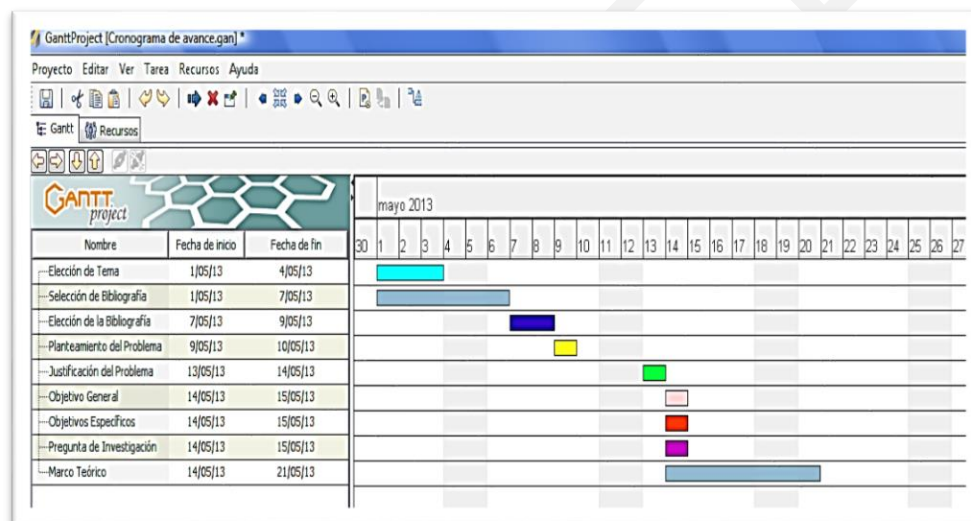 GanttProject [Cronograma de avance.gan] *
Proyecto Editar Ver Tarea Recursos Ayuda
Gantt Recursos
GANTT project
mayo 2013
Nombre Fecha de inicio Fecha de fin 30 1 2 3 4 5 6 7 8 9 10 11 12 13 14 15 16 17 18 19 20 21 22 23 24 25 26 27
Elección de Tema 1/05/13 4/05/13
Selección de Bibliografía 1/05/13 7/05/13
Elección de la Bibliografía 7/05/13 9/05/13
Planteamiento del Problema 9/05/13 10/05/13
Justificación del Problema 13/05/13 14/05/13
Objetivo General 14/05/13 15/05/13
Objetivos Específicos 14/05/13 15/05/13
Pregunta de Investigación 14/05/13 15/05/13
Marco Teórico 14/05/13 21/05/13